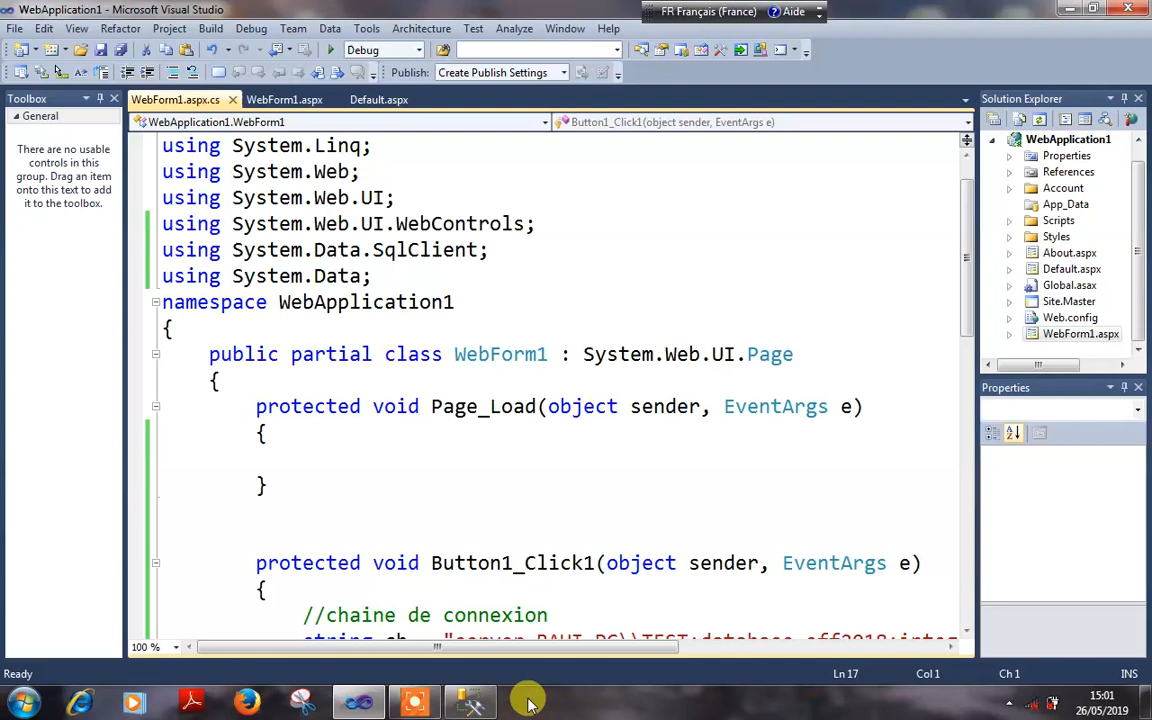 WebApplication1 - Microsoft Visual Studio
FR Français (France) Aide
File Edit View Refactor Project Build Debug Team Data Tools Architecture Test Analyze Window Help
Debug
Publish: Create Publish Settings
Toolbox
General
There are no usable
controls in this
group. Drag an item
onto this text to add
it to the toolbox.
WebForm1.aspx.cs WebForm1.aspx Default.aspx
WebApplication1.WebForm1 Button1_Click1(object sender, EventArgs e)
using System.Linq;
using System.Web;
using System.Web.UI;
using System.Web.UI.WebControls;
using System.Data.SqlClient;
using System.Data;
namespace WebApplication1
{
public partial class WebForm1 : System.Web.UI.Page
{
protected void Page_Load(object sender, EventArgs e)
{
}
protected void Button1_Click1(object sender, EventArgs e)
{
//chaine de connexion
100 %
Solution Explorer
WebApplication1
Properties
References
Account
App_Data
Scripts
Styles
About.aspx
Default.aspx
Global.asax
Site.Master
Web.config
WebForm1.aspx
Properties
Ready Ln 17 Col 1 Ch 1 INS
15:01
26/05/2019